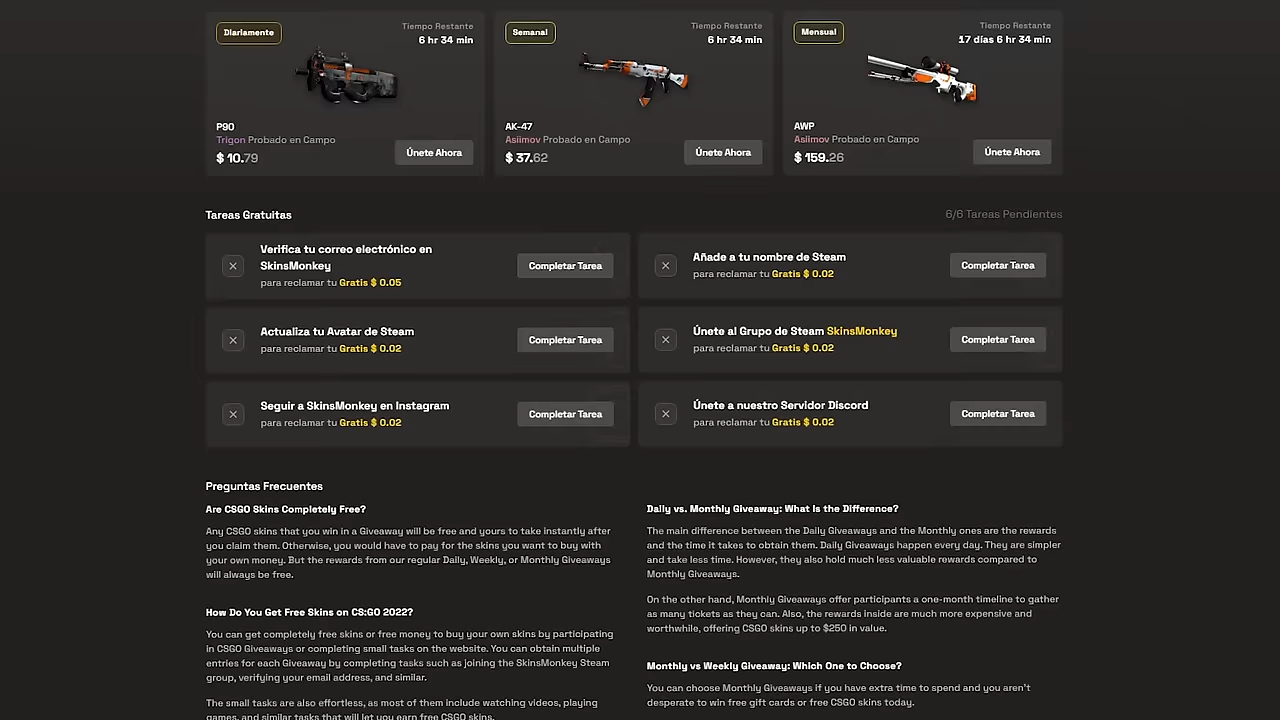 Diariamente
Tiempo Restante
6 hr 34 min
P90
Trigon Probado en Campo
$ 10.79
Únete Ahora
Semanal
Tiempo Restante
6 hr 34 min
AK-47
Asiimov Probado en Campo
$ 37.62
Únete Ahora
Mensual
Tiempo Restante
17 días 6 hr 34 min
AWP
Asiimov Probado en Campo
$ 159.26
Únete Ahora
Tareas Gratuitas
6/6 Tareas Pendientes
Verifica tu correo electrónico en
SkinsMonkey
para reclamar tu Gratis $ 0.05
Completar Tarea
Añade a tu nombre de Steam
para reclamar tu Gratis $ 0.02
Completar Tarea
Actualiza tu Avatar de Steam
para reclamar tu Gratis $ 0.02
Completar Tarea
Únete al Grupo de Steam SkinsMonkey
para reclamar tu Gratis $ 0.02
Completar Tarea
Seguir a SkinsMonkey en Instagram
para reclamar tu Gratis $ 0.02
Completar Tarea
Únete a nuestro Servidor Discord
para reclamar tu Gratis $ 0.02
Completar Tarea
Preguntas Frecuentes
Are CSGO Skins Completely Free?
Any CSGO skins that you win in a Giveaway will be free and yours to take instantly after
you claim them. Otherwise, you would have to pay for the skins you want to buy with
your own money. But the rewards from our regular Daily, Weekly, or Monthly Giveaways
will always be free.
How Do You Get Free Skins on CS:GO 2022?
You can get completely free skins or free money to buy your own skins by participating
in CSGO Giveaways or completing small tasks on the website. You can obtain multiple
entries for each Giveaway by completing tasks such as joining the SkinsMonkey Steam
group, verifying your email address, and similar.
The small tasks are also effortless, as most of them include watching videos, playing
games, and similar tasks that will let you earn free CSGO skins.
Daily vs. Monthly Giveaway: What Is the Difference?
The main difference between the Daily Giveaways and the Monthly ones are the rewards
and the time it takes to obtain them. Daily Giveaways happen every day. They are simpler
and take less time. However, they also hold much less valuable rewards compared to
Monthly Giveaways.
On the other hand, Monthly Giveaways offer participants a one-month timeline to gather
as many tickets as they can. Also, the rewards inside are much more expensive and
worthwhile, offering CSGO skins up to $250 in value.
Monthly vs Weekly Giveaway: Which One to Choose?
You can choose Monthly Giveaways if you have extra time to spend and you aren't
desperate to win free gift cards or free CSGO skins today.